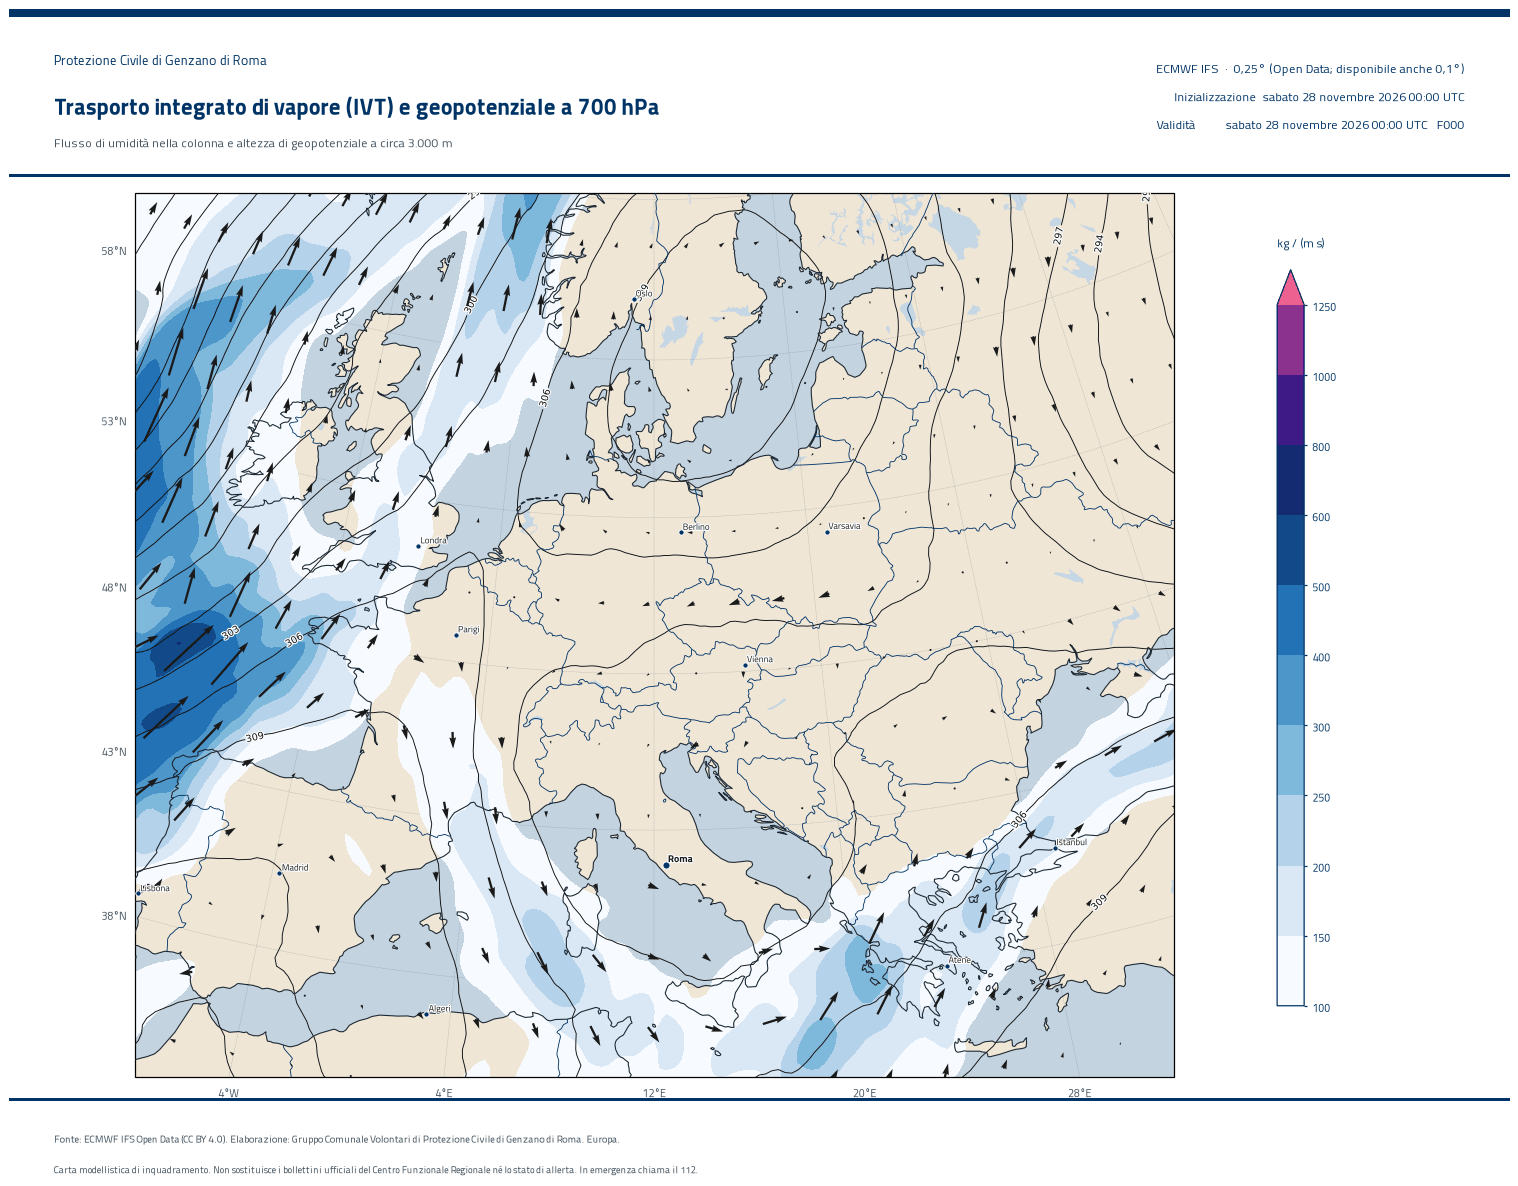 Protezione Civile di Genzano di Roma
Trasporto integrato di vapore (IVT) e geopotenziale a 700 hPa
Flusso di umidità nella colonna e altezza di geopotenziale a circa 3.000 m
ECMWF IFS · 0,25° (Open Data; disponibile anche 0,1°)
Inizializzazione sabato 28 novembre 2026 00:00 UTC
Validità sabato 28 novembre 2026 00:00 UTC F000
kg / (m s)
1250
1000
800
600
500
400
300
250
200
150
100
58°N
53°N
48°N
43°N
38°N
4°W
4°E
12°E
20°E
28°E
297
294
300
306
303
306
309
306
309
Oslo
Londra
Berlino
Varsavia
Parigi
Vienna
Madrid
Lisbona
Roma
Istanbul
Atene
Algeri
Fonte: ECMWF IFS Open Data (CC BY 4.0). Elaborazione: Gruppo Comunale Volontari di Protezione Civile di Genzano di Roma. Europa.
Carta modellistica di inquadramento. Non sostituisce i bollettini ufficiali del Centro Funzionale Regionale né lo stato di allerta. In emergenza chiama il 112.